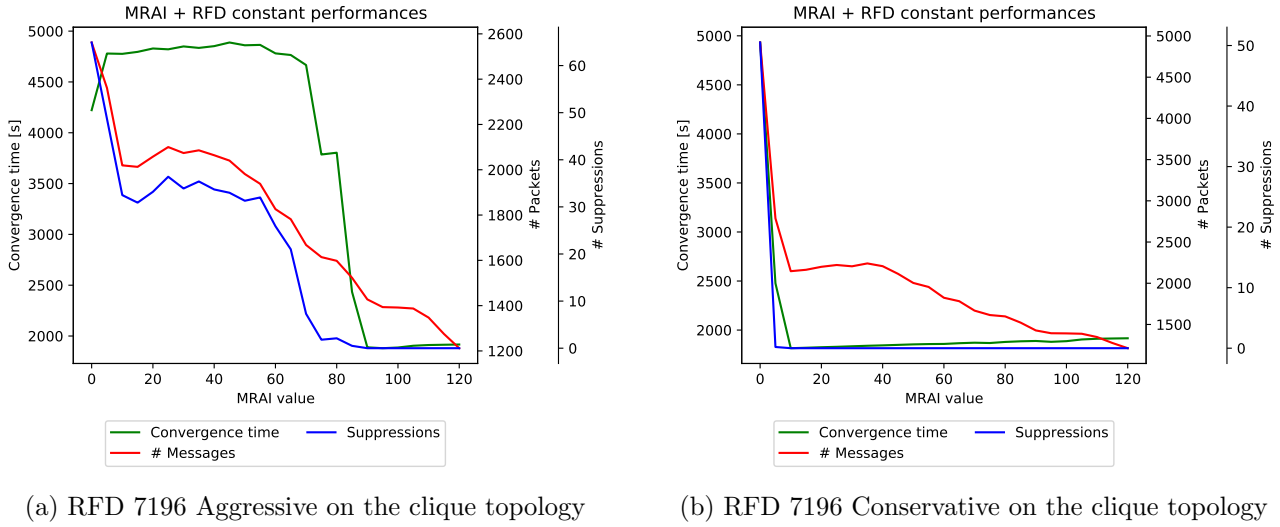 MRAI + RFD constant performances
5000
4500
4000
3500
3000
2500
2000
Convergence time [s]
2600
2400
2200
2000
1800
1600
1400
1200
# Packets
60
50
40
30
20
10
0
# Suppressions
0 20 40 60 80 100 120
MRAI value
Convergence time Suppressions
# Messages
(a) RFD 7196 Aggressive on the clique topology
MRAI + RFD constant performances
5000
4500
4000
3500
3000
2500
2000
Convergence time [s]
5000
4500
4000
3500
3000
2500
2000
1500
# Packets
50
40
30
20
10
0
# Suppressions
0 20 40 60 80 100 120
MRAI value
Convergence time Suppressions
# Messages
(b) RFD 7196 Conservative on the clique topology